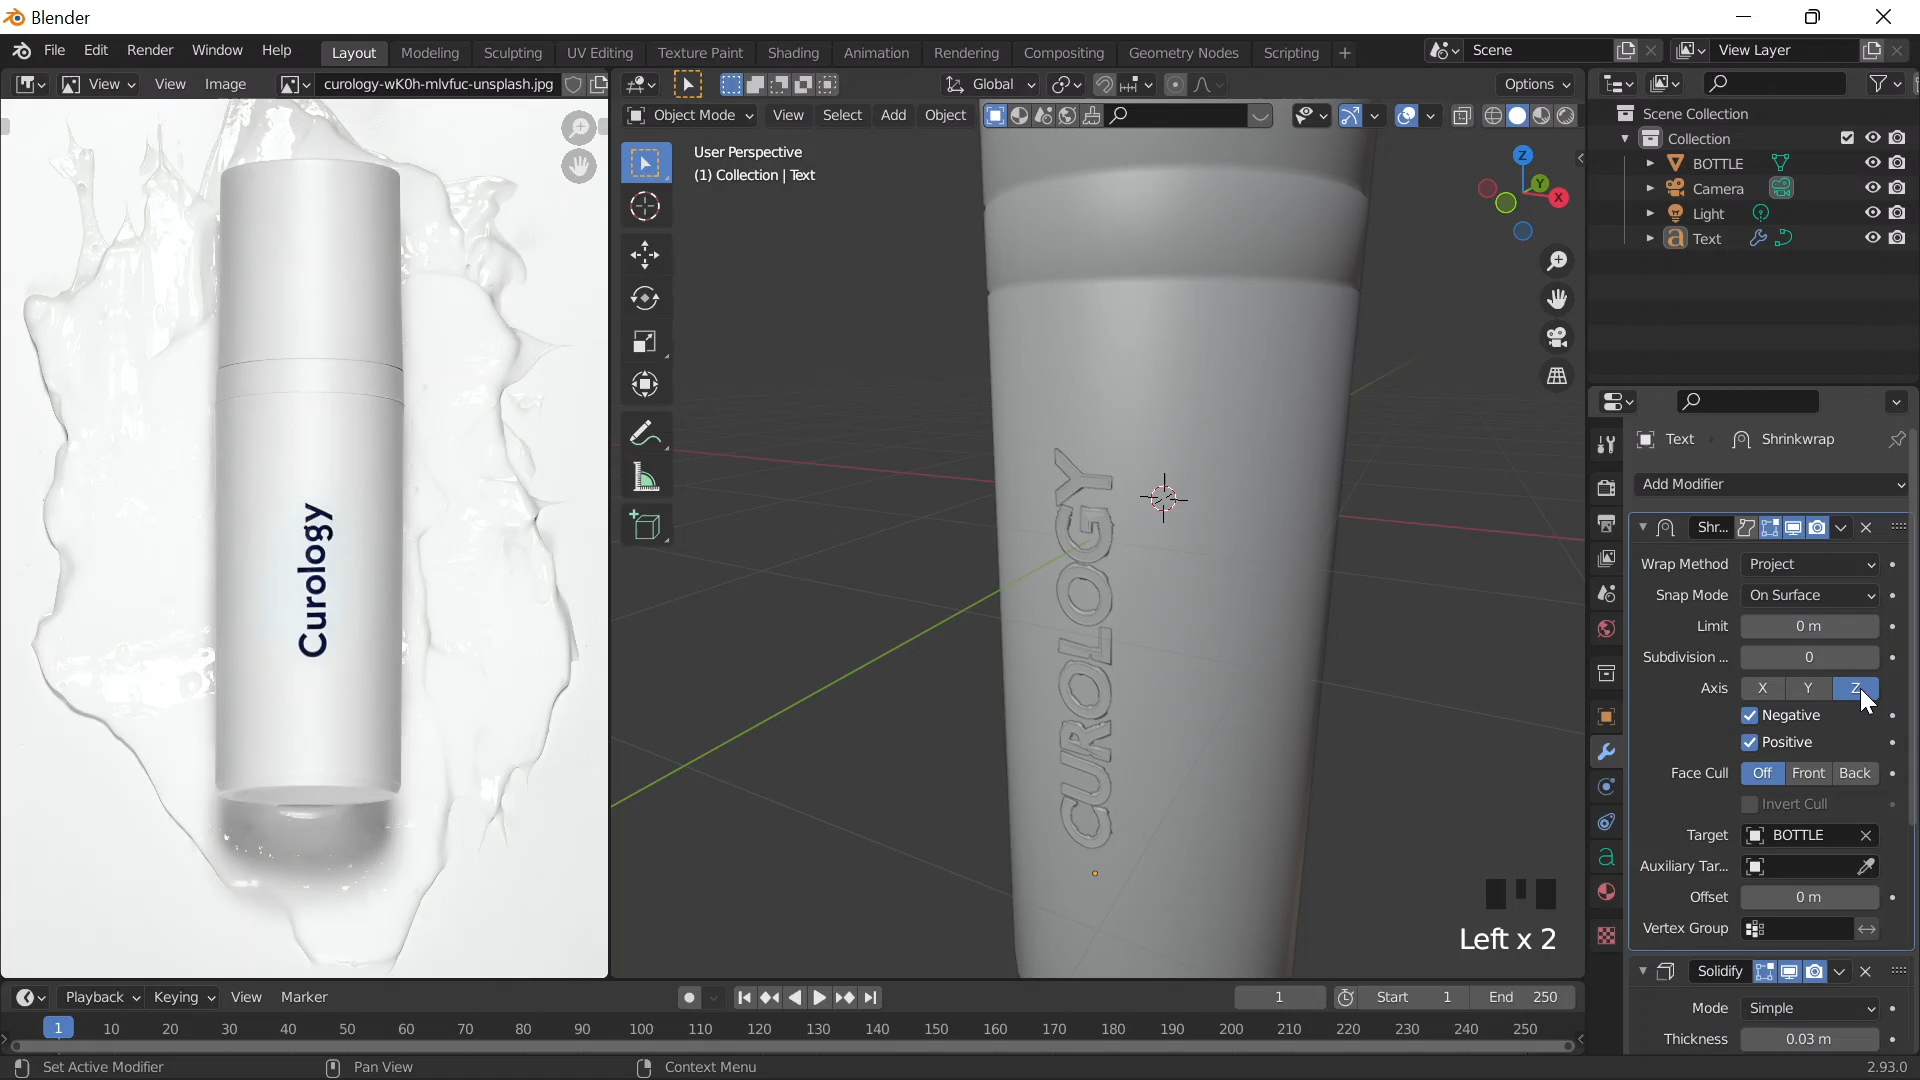 Blender
File Edit Render Window Help Layout Modeling Sculpting UV Editing Texture Paint Shading Animation Rendering Compositing Geometry Nodes Scripting + Scene View Layer
View View Image curology-wK0h-mlvfuc-unsplash.jpg Global Options
Object Mode View Select Add Object
User Perspective
(1) Collection | Text
Z
Y
X
Scene Collection
Collection
BOTTLE
Camera
Light
Text
Curology
CUROLOGY
Text Shrinkwrap
Add Modifier
Shr...
Wrap Method Project
Snap Mode On Surface
Limit 0 m
Subdivision ... 0
Axis X Y Z
Negative
Positive
Face Cull Off Front Back
Invert Cull
Target BOTTLE
Auxiliary Tar...
Offset 0 m
Vertex Group
Solidify
Mode Simple
Thickness 0.03 m
Left x 2
Playback Keying View Marker 1 Start 1 End 250
1 10 20 30 40 50 60 70 80 90 100 110 120 130 140 150 160 170 180 190 200 210 220 230 240 250
Set Active Modifier Pan View Context Menu 2.93.0